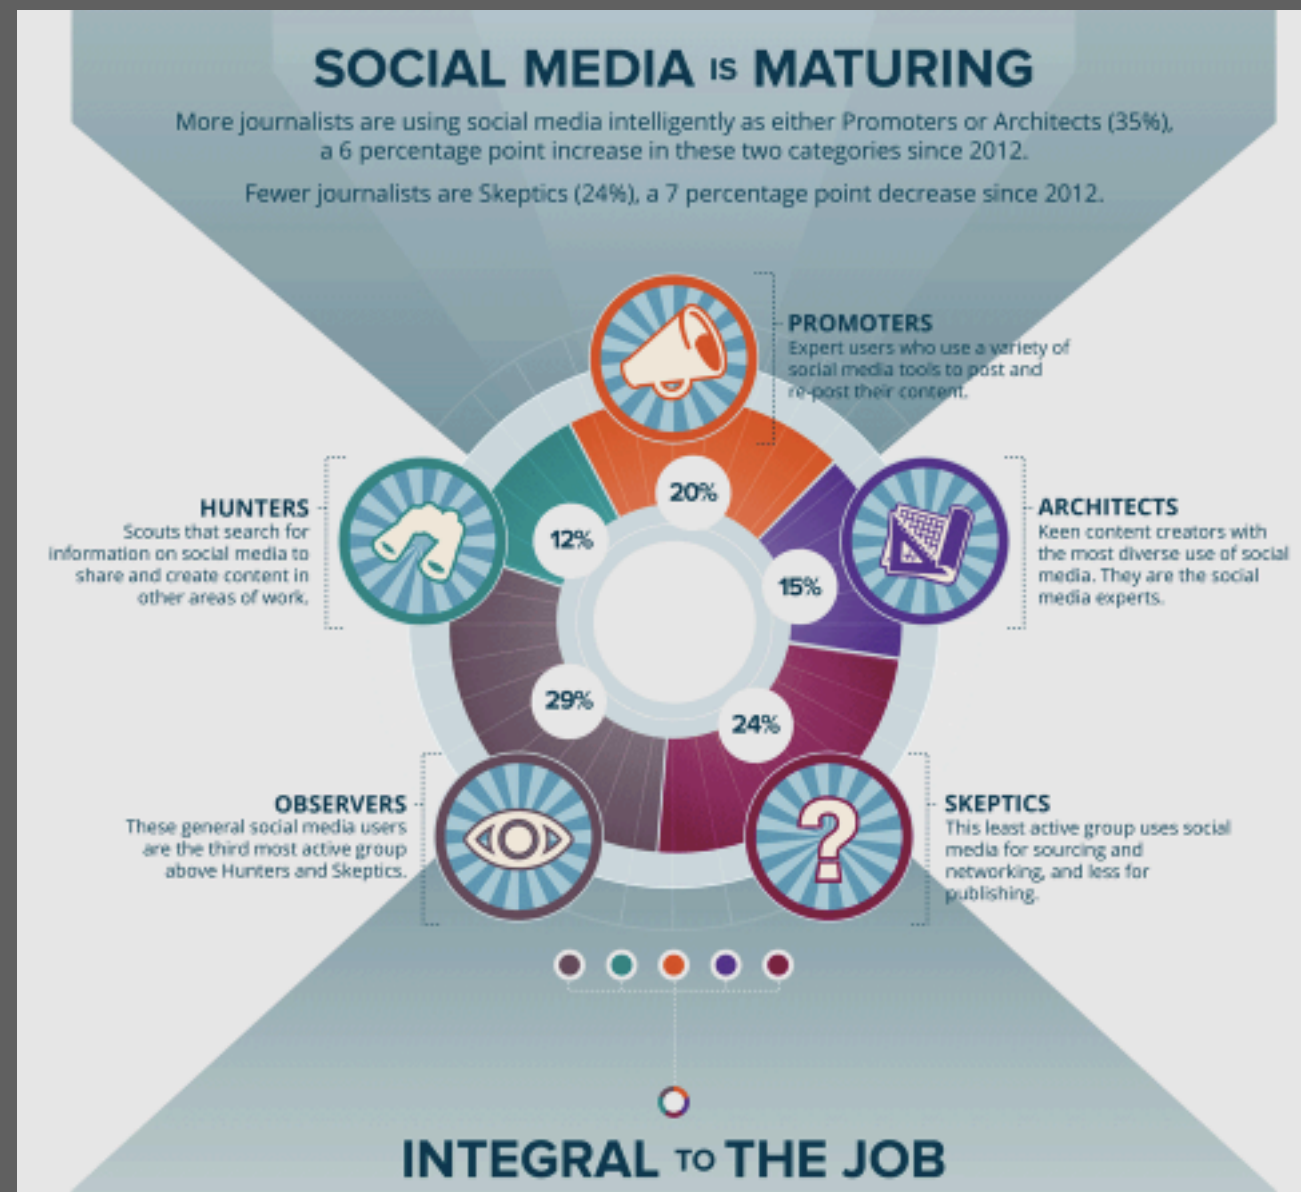 SOCIAL MEDIA IS MATURING
More journalists are using social media intelligently as either Promoters or Architects (35%),
a 6 percentage point increase in these two categories since 2012.
Fewer journalists are Skeptics (24%), a 7 percentage point decrease since 2012.
PROMOTERS
Expert users who use a variety of
social media tools to post and
re-post their content.
20%
HUNTERS
Scouts that search for
information on social media to
share and create content in
other areas of work.
12%
15%
ARCHITECTS
Keen content creators with
the most diverse use of social
media. They are the social
media experts.
29%
24%
OBSERVERS
These general social media users
are the third most active group
above Hunters and Skeptics.
SKEPTICS
This least active group uses social
media for sourcing and
networking, and less for
publishing.
INTEGRAL TO THE JOB